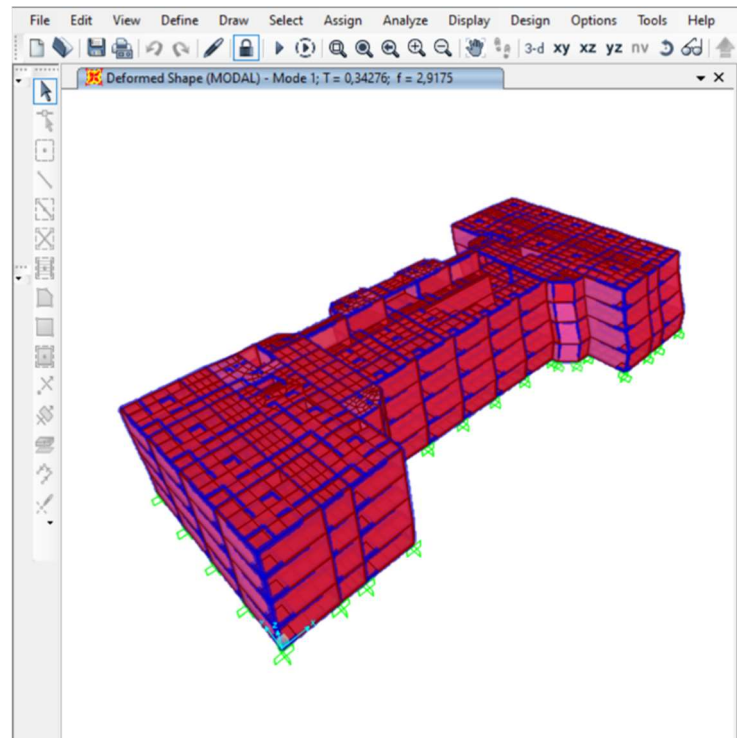 File Edit View Define Draw Select Assign Analyze Display Design Options Tools Help
3-d xy xz yz nv
Deformed Shape (MODAL) - Mode 1; T = 0,34276; f = 2,9175